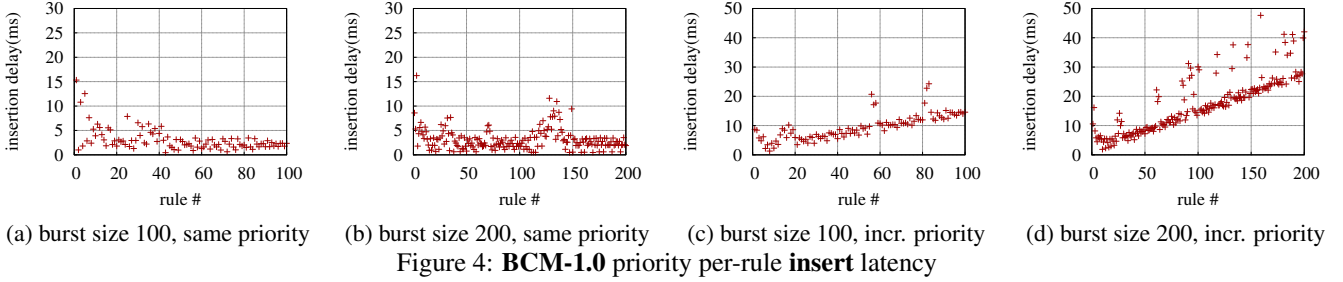 insertion delay(ms)
30
25
20
15
10
5
0
0 20 40 60 80 100
rule #
(a) burst size 100, same priority
insertion delay(ms)
30
25
20
15
10
5
0
0 50 100 150 200
rule #
(b) burst size 200, same priority
insertion delay(ms)
50
40
30
20
10
0
0 20 40 60 80 100
rule #
(c) burst size 100, incr. priority
insertion delay(ms)
50
40
30
20
10
0
0 50 100 150 200
rule #
(d) burst size 200, incr. priority
Figure 4: BCM-1.0 priority per-rule insert latency